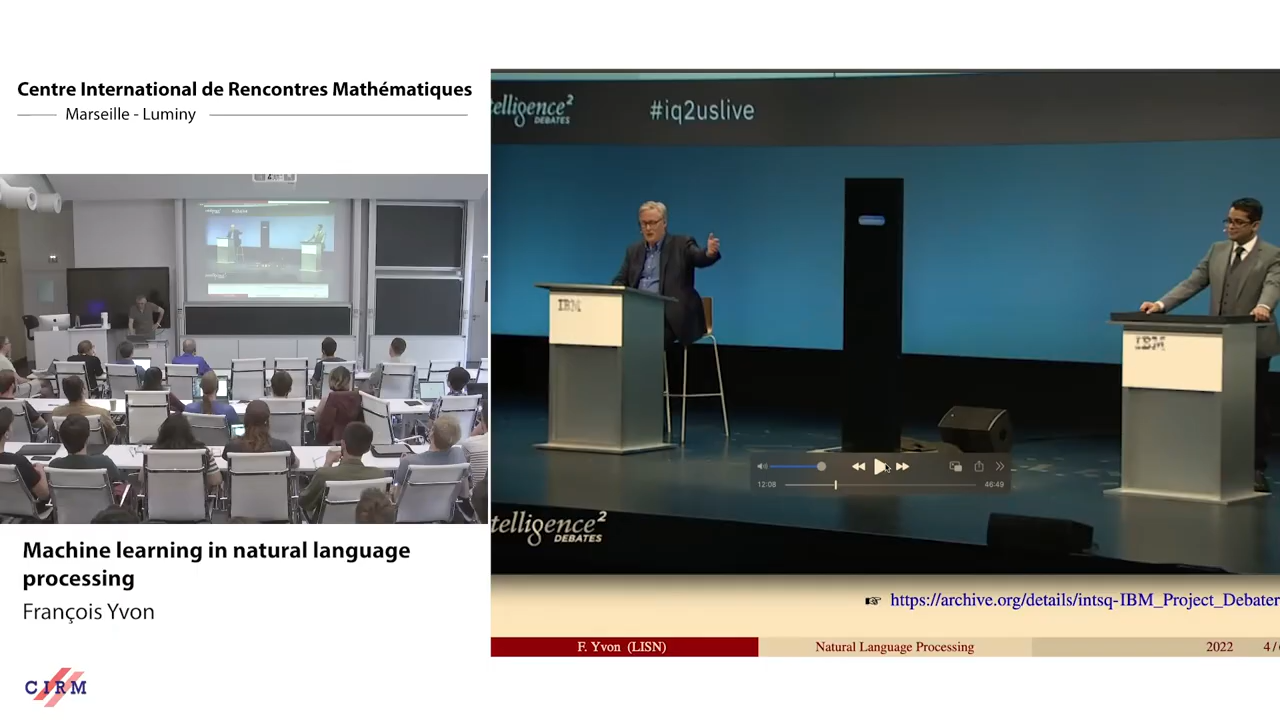 Centre International de Rencontres Mathématiques
Marseille - Luminy
telligence²
DEBATES
#iq2uslive
IBM
IBM
12:08
46:49
telligence²
DEBATES
Machine learning in natural language
processing
François Yvon
https://archive.org/details/intsq-IBM_Project_Debater
F. Yvon (LISN)
Natural Language Processing
2022
4/
CIRM